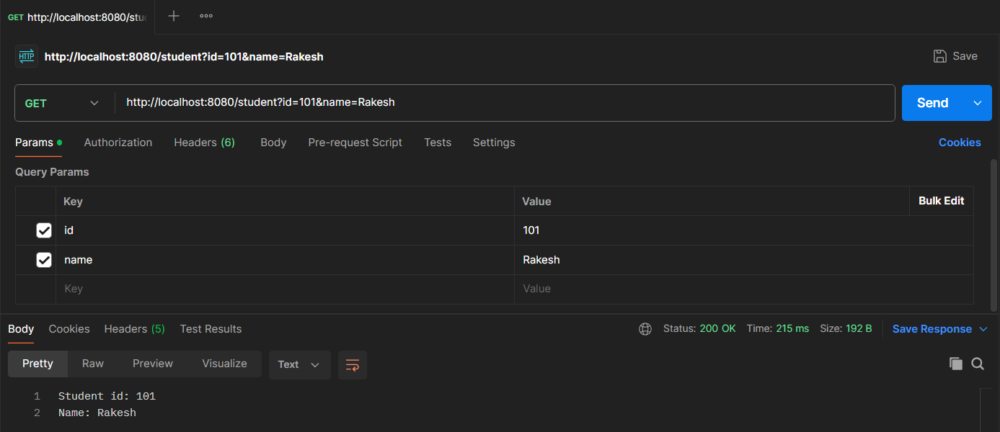 GET http://localhost:8080/stu
HTTP http://localhost:8080/student?id=101&name=Rakesh Save
GET http://localhost:8080/student?id=101&name=Rakesh Send
Params Authorization Headers (6) Body Pre-request Script Tests Settings Cookies
Query Params
Key Value Bulk Edit
id 101
name Rakesh
Key Value
Body Cookies Headers (5) Test Results Status: 200 OK Time: 215 ms Size: 192 B Save Response
Pretty Raw Preview Visualize Text
1 Student id: 101
2 Name: Rakesh